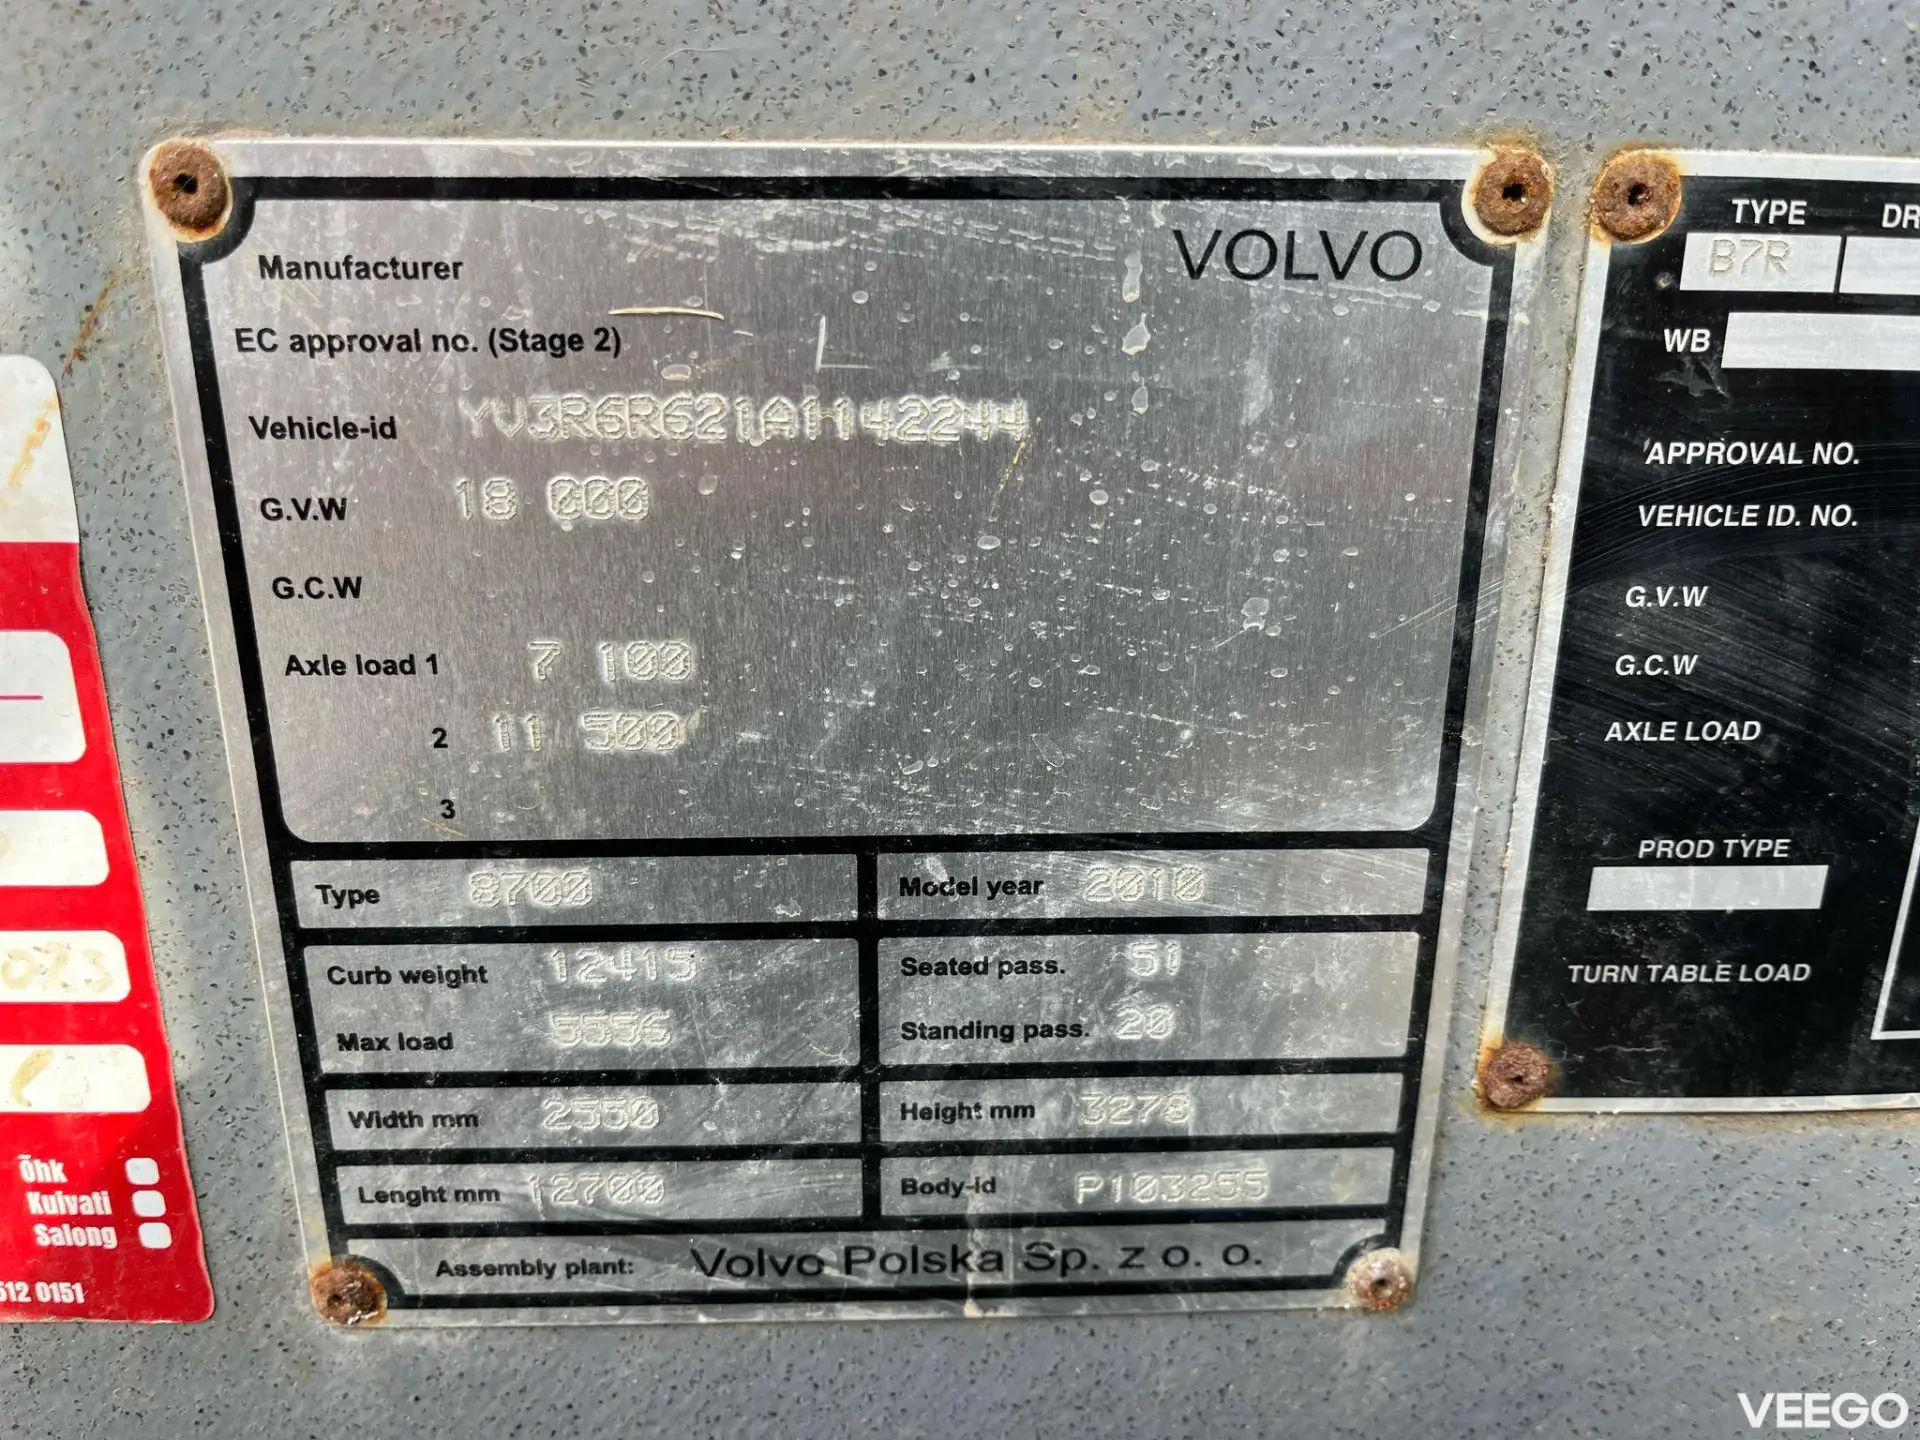 VOLVO
Manufacturer
EC approval no. (Stage 2)
Vehicle-id YV3R6R621A1142244
G.V.W 18 000
G.C.W
Axle load 1 7 100
2 11 500
3
Type 8700
Model year 2010
Curb weight 12415
Seated pass. 51
Max load 5556
Standing pass. 20
Width mm 2550
Height mm 3278
Lenght mm 12700
Body-id P103255
Assembly plant: Volvo Polska Sp. z o. o.
TYPE DR
B7R
WB
APPROVAL NO.
VEHICLE ID. NO.
G.V.W
G.C.W
AXLE LOAD
PROD TYPE
TURN TABLE LOAD
Õhk
Kuivati
Salong
512 0151
VEEGO